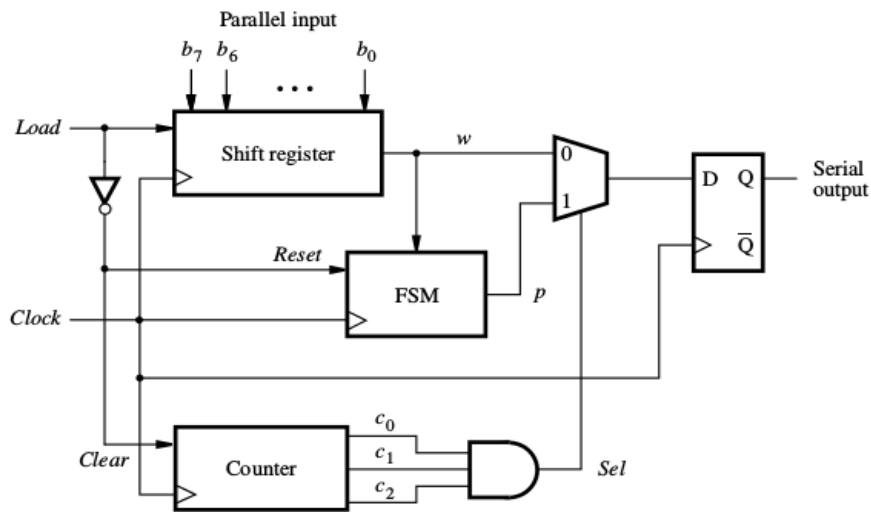 Parallel input
b7 b6 b0
• • •
Load
Shift register
w
0
1
D Q
Q̅
Serial
output
Reset
FSM
p
Clock
c0
c1
c2
Clear
Counter
Sel